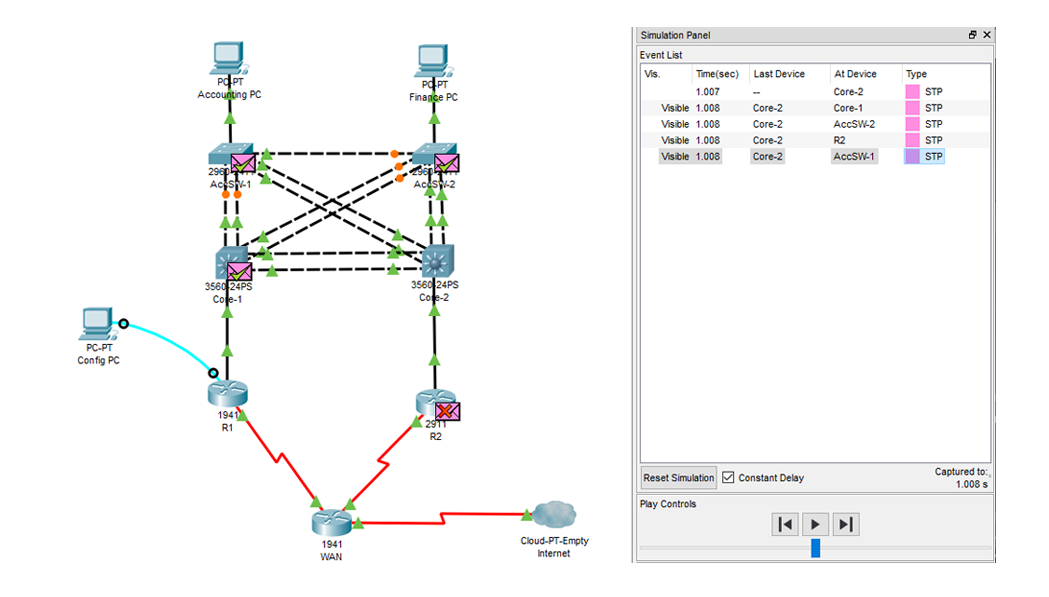 PC-PT
Accounting PC
PC-PT
Finance PC
AccSW-1
AccSW-2
3560-24PS
Core-1
3560-24PS
Core-2
PC-PT
Config PC
1941
R1
2911
R2
1941
WAN
Cloud-PT-Empty
Internet
Simulation Panel
Event List
Vis. Time(sec) Last Device At Device Type
1.007 -- Core-2 STP
Visible 1.008 Core-2 Core-1 STP
Visible 1.008 Core-2 AccSW-2 STP
Visible 1.008 Core-2 R2 STP
Visible 1.008 Core-2 AccSW-1 STP
Reset Simulation Constant Delay
Captured to:
1.008 s
Play Controls